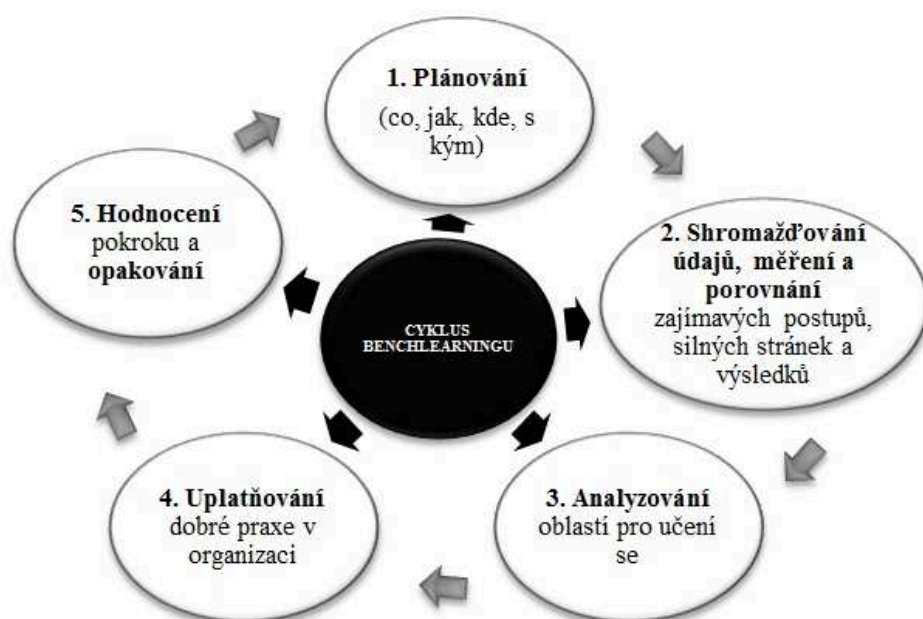 1. Plánování
(co, jak, kde, s
kým)
2. Shromažďování
údajů, měření a
porovnání
zajímavých postupů,
silných stránek a
výsledků
3. Analyzování
oblastí pro učení
se
4. Uplatňování
dobré praxe v
organizaci
5. Hodnocení
pokroku a
opakování
CYKLUS
BENCHLEARNINGU